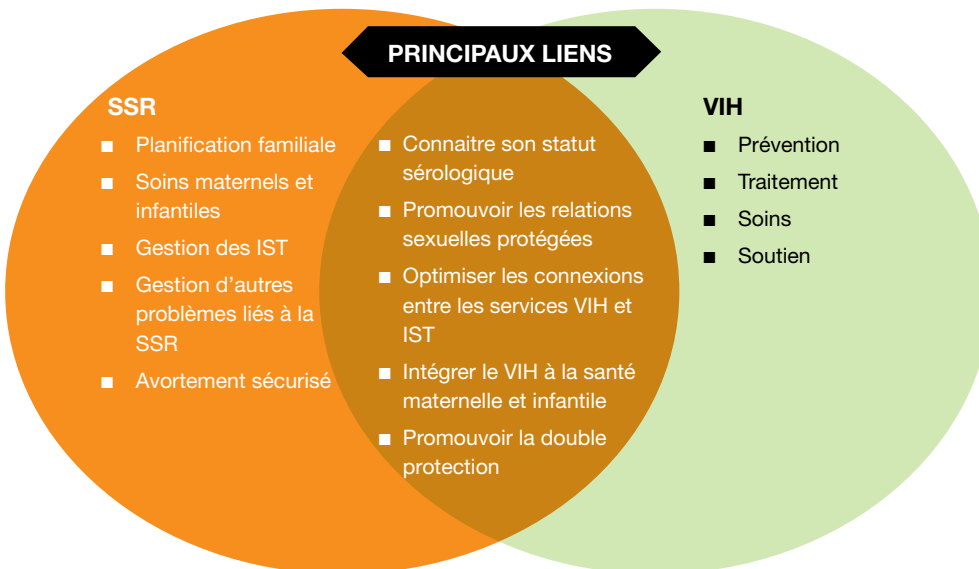 PRINCIPAUX LIENS
SSR
■ Planification familiale
■ Soins maternels et
infantiles
■ Gestion des IST
■ Gestion d'autres
problèmes liés à la
SSR
■ Avortement sécurisé
■ Connaitre son statut
sérologique
■ Promouvoir les relations
sexuelles protégées
■ Optimiser les connexions
entre les services VIH et
IST
■ Intégrer le VIH à la santé
maternelle et infantile
■ Promouvoir la double
protection
VIH
■ Prévention
■ Traitement
■ Soins
■ Soutien